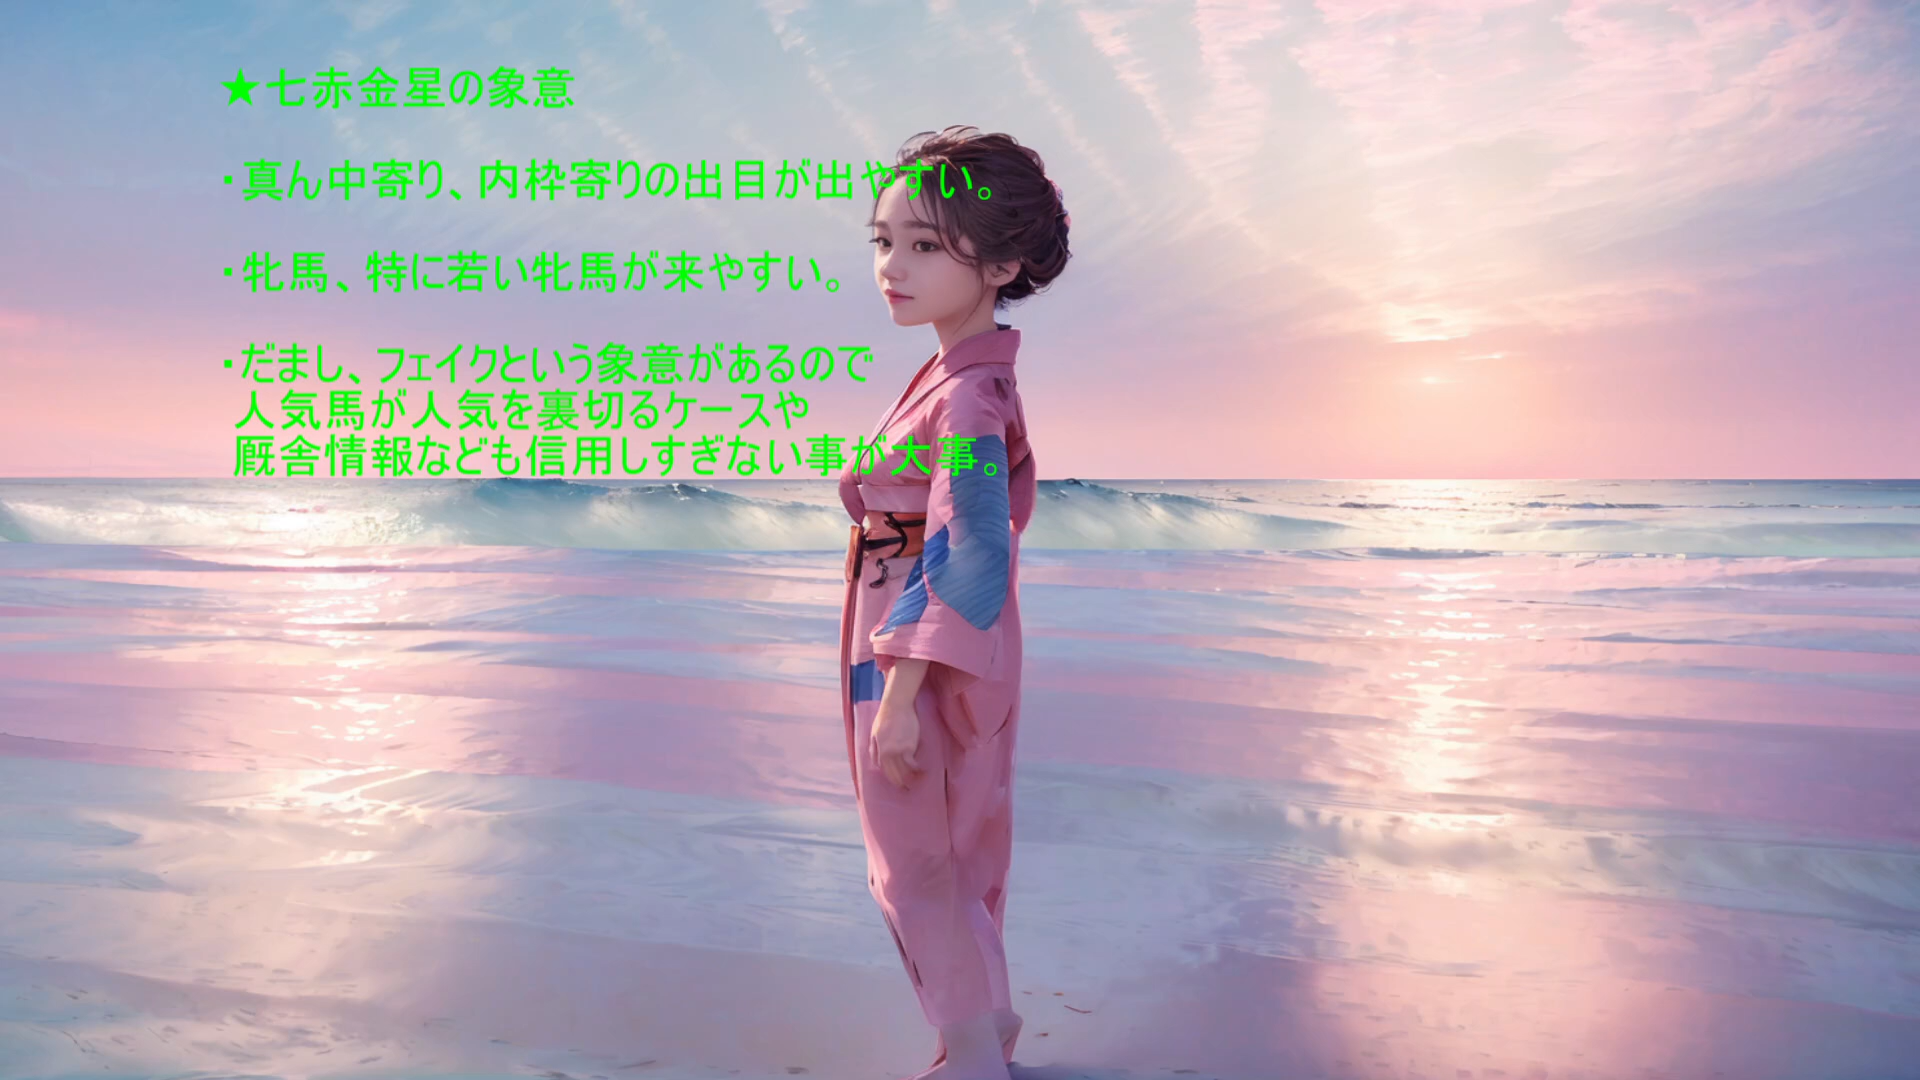 ★七赤金星の象意
・真ん中寄り、内枠寄りの出目が出やすい。
・牝馬、特に若い牝馬が来やすい。
・だまし、フェイクという象意があるので
人気馬が人気を裏切るケースや
厩舎情報なども信用しすぎない事が大事。